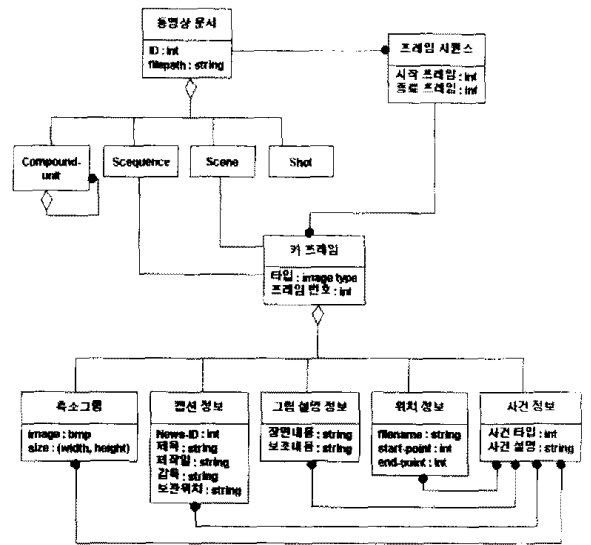 동영상 문서
ID : int
filepath : string
프레임 시퀀스
시작 프레임 : int
종료 프레임 : int
Compound-
unit
Scequence
Scene
Shot
키 프레임
타입 : image type
프레임 번호 : int
축소그림
image : bmp
size : (width, height)
캡션 정보
News-ID : int
제목 : string
제작일 : string
감독 : string
보관위치 : string
그림 설명 정보
장면내용 : string
보조내용 : string
위치 정보
filename : string
start-point : int
end-point : int
사건 정보
사건 타입 : int
사건 설명 : string